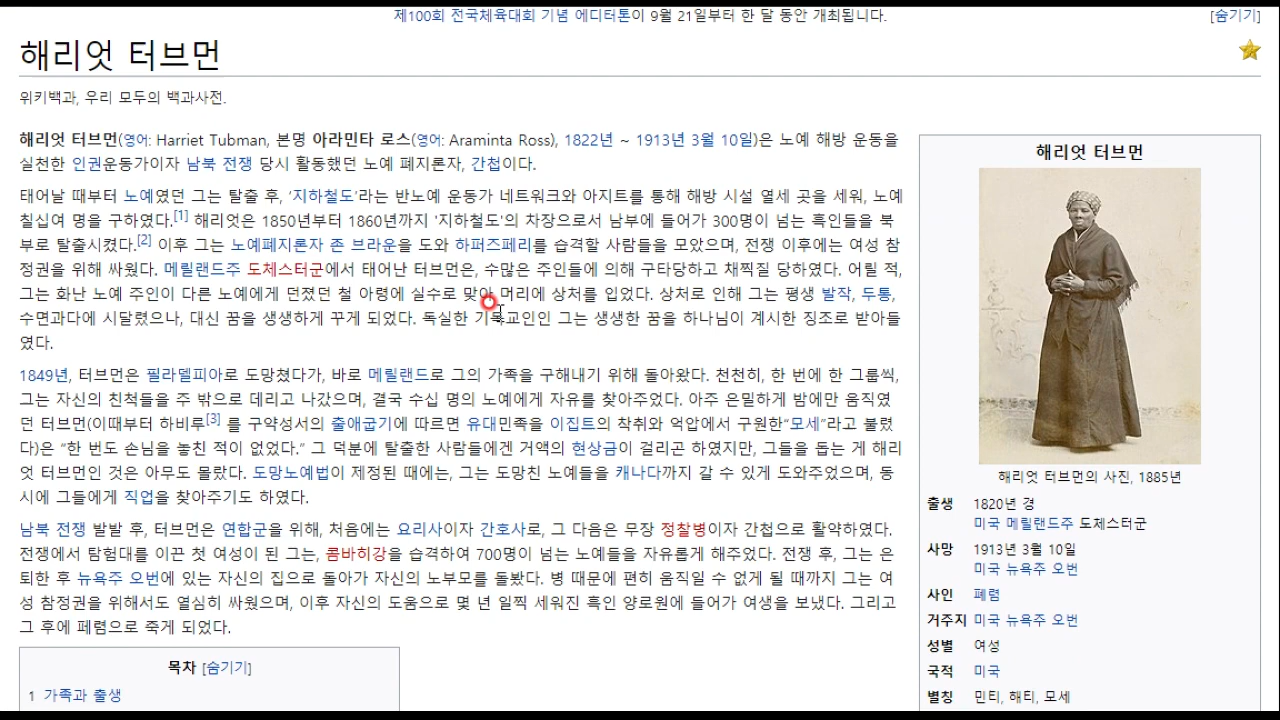 제100회 전국체육대회 기념 에디터톤이 9월 21일부터 한 달 동안 개최됩니다.
[숨기기]
해리엇 터브먼
위키백과, 우리 모두의 백과사전.
해리엇 터브먼(영어: Harriet Tubman, 본명 아라민타 로스(영어: Araminta Ross), 1822년 ~ 1913년 3월 10일)은 노예 해방 운동을
실천한 인권운동가이자 남북 전쟁 당시 활동했던 노예 폐지론자, 간첩이다.
태어날 때부터 노예였던 그는 탈출 후, '지하철도'라는 반노예 운동가 네트워크와 아지트를 통해 해방 시설 열세 곳을 세워, 노예
칠십여 명을 구하였다.[1] 해리엇은 1850년부터 1860년까지 '지하철도'의 차장으로서 남부에 들어가 300명이 넘는 흑인들을 북
부로 탈출시켰다.[2] 이후 그는 노예폐지론자 존 브라운을 도와 하퍼즈페리를 습격할 사람들을 모았으며, 전쟁 이후에는 여성 참
정권을 위해 싸웠다. 메릴랜드주 도체스터군에서 태어난 터브먼은, 수많은 주인들에 의해 구타당하고 채찍질 당하였다. 어릴 적,
그는 화난 노예 주인이 다른 노예에게 던졌던 철 아령에 실수로 맞아 머리에 상처를 입었다. 상처로 인해 그는 평생 발작, 두통,
수면과다에 시달렸으나, 대신 꿈을 생생하게 꾸게 되었다. 독실한 기독교인인 그는 생생한 꿈을 하나님이 계시한 징조로 받아들
였다.
1849년, 터브먼은 필라델피아로 도망쳤다가, 바로 메릴랜드로 그의 가족을 구해내기 위해 돌아왔다. 천천히, 한 번에 한 그룹씩,
그는 자신의 친척들을 주 밖으로 데리고 나갔으며, 결국 수십 명의 노예에게 자유를 찾아주었다. 아주 은밀하게 밤에만 움직였
던 터브먼(이때부터 하비루[3] 를 구약성서의 출애굽기에 따르면 유대민족을 이집트의 착취와 억압에서 구원한“모세”라고 불렸
다)은 “한 번도 손님을 놓친 적이 없었다.” 그 덕분에 탈출한 사람들에겐 거액의 현상금이 걸리곤 하였지만, 그들을 돕는 게 해리
엇 터브먼인 것은 아무도 몰랐다. 도망노예법이 제정된 때에는, 그는 도망친 노예들을 캐나다까지 갈 수 있게 도와주었으며, 동
시에 그들에게 직업을 찾아주기도 하였다.
남북 전쟁 발발 후, 터브먼은 연합군을 위해, 처음에는 요리사이자 간호사로, 그 다음은 무장 정찰병이자 간첩으로 활약하였다.
전쟁에서 탐험대를 이끈 첫 여성이 된 그는, 콤바히강을 습격하여 700명이 넘는 노예들을 자유롭게 해주었다. 전쟁 후, 그는 은
퇴한 후 뉴욕주 오번에 있는 자신의 집으로 돌아가 자신의 노부모를 돌봤다. 병 때문에 편히 움직일 수 없게 될 때까지 그는 여
성 참정권을 위해서도 열심히 싸웠으며, 이후 자신의 도움으로 몇 년 일찍 세워진 흑인 양로원에 들어가 여생을 보냈다. 그리고
그 후에 폐렴으로 죽게 되었다.
목차 [숨기기]
1 가족과 출생
해리엇 터브먼
해리엇 터브먼의 사진, 1885년
출생 1820년 경
미국 메릴랜드주 도체스터군
사망 1913년 3월 10일
미국 뉴욕주 오번
사인 폐렴
거주지 미국 뉴욕주 오번
성별 여성
국적 미국
별칭 민티, 해티, 모세